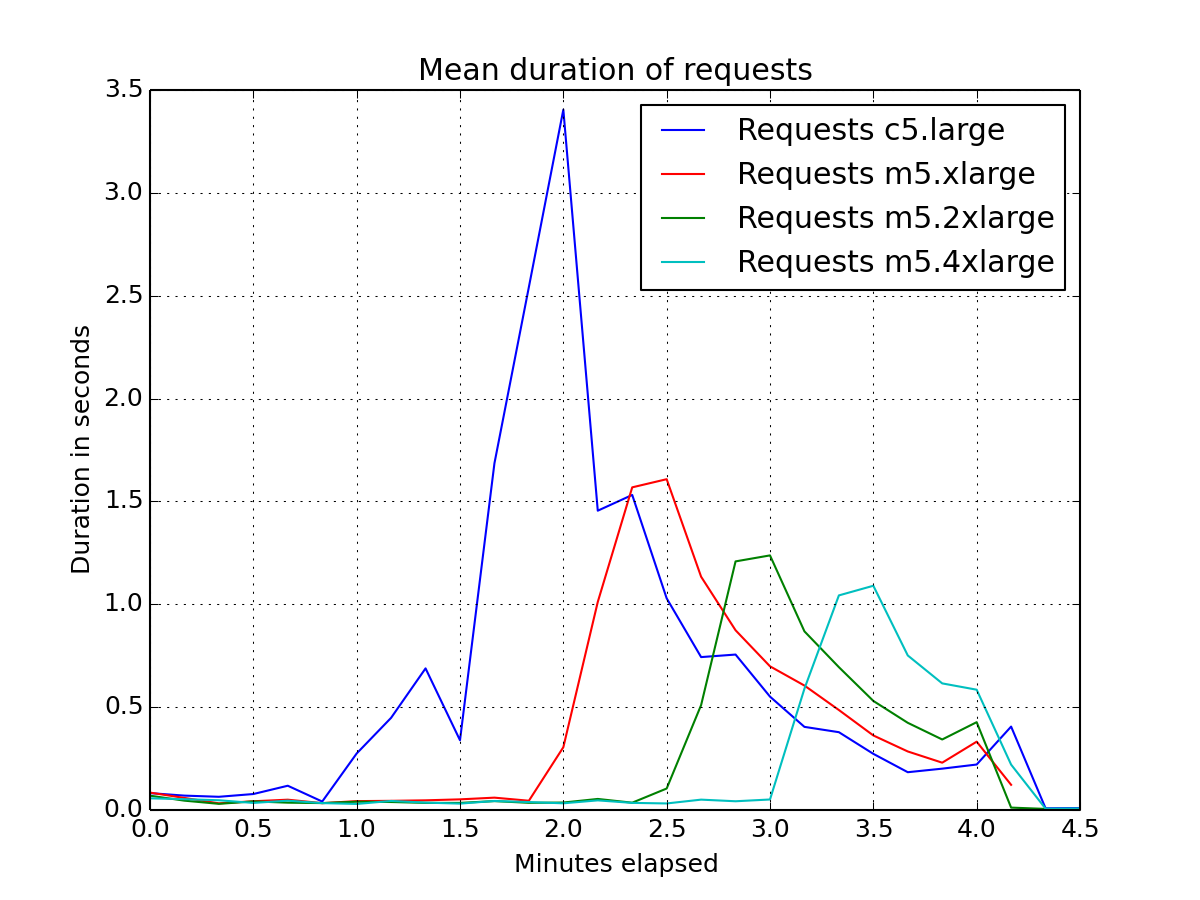 Mean duration of requests
3.5
3.0
2.5
2.0
1.5
1.0
0.5
0.0
Duration in seconds
Requests c5.large
Requests m5.xlarge
Requests m5.2xlarge
Requests m5.4xlarge
0.0 0.5 1.0 1.5 2.0 2.5 3.0 3.5 4.0 4.5
Minutes elapsed